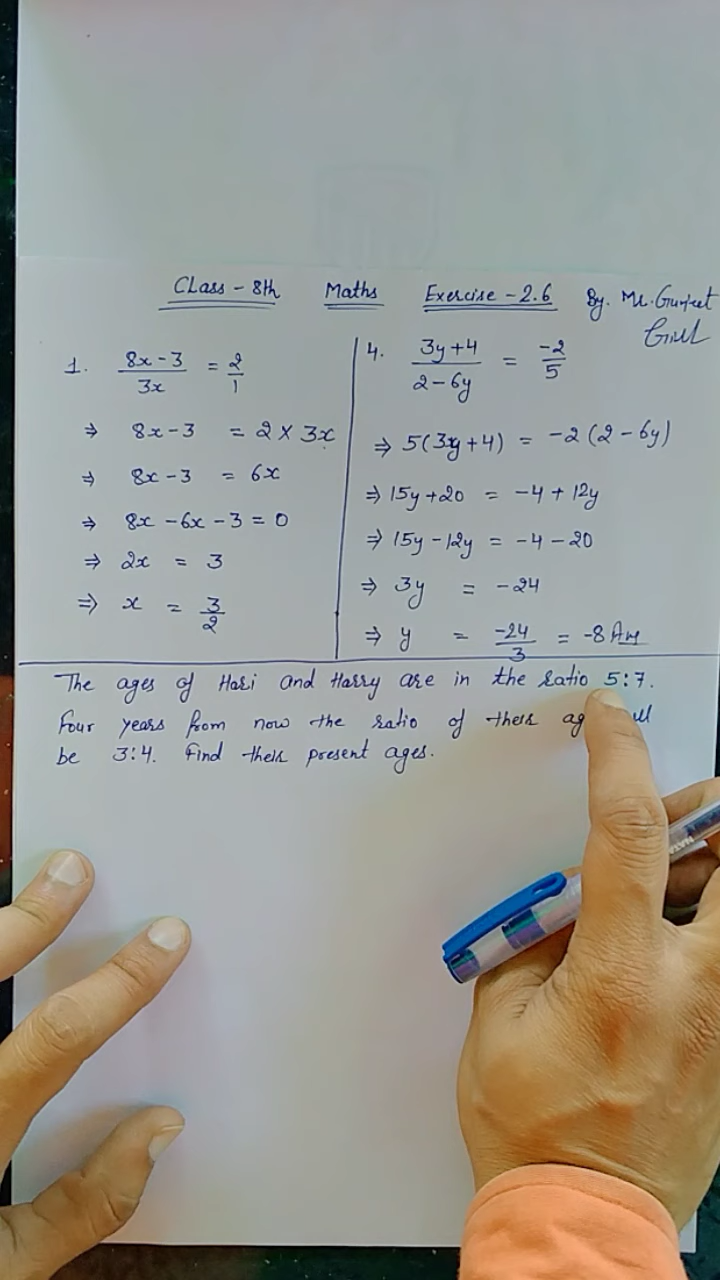 Class - 8th Maths Exercise - 2.6 By. Mr. Gurjeet
Gill
1. 8x - 3 / 3x = 2 / 1
⇒ 8x - 3 = 2 × 3x
⇒ 8x - 3 = 6x
⇒ 8x - 6x - 3 = 0
⇒ 2x = 3
⇒ x = 3 / 2
4. 3y + 4 / 2 - 6y = -2 / 5
⇒ 5(3y + 4) = -2(2 - 6y)
⇒ 15y + 20 = -4 + 12y
⇒ 15y - 12y = -4 - 20
⇒ 3y = -24
⇒ y = -24 / 3 = -8 Ans
The ages of Hari and Harry are in the ratio 5:7.
Four years from now the ratio of their
be 3:4. Find their present ages.